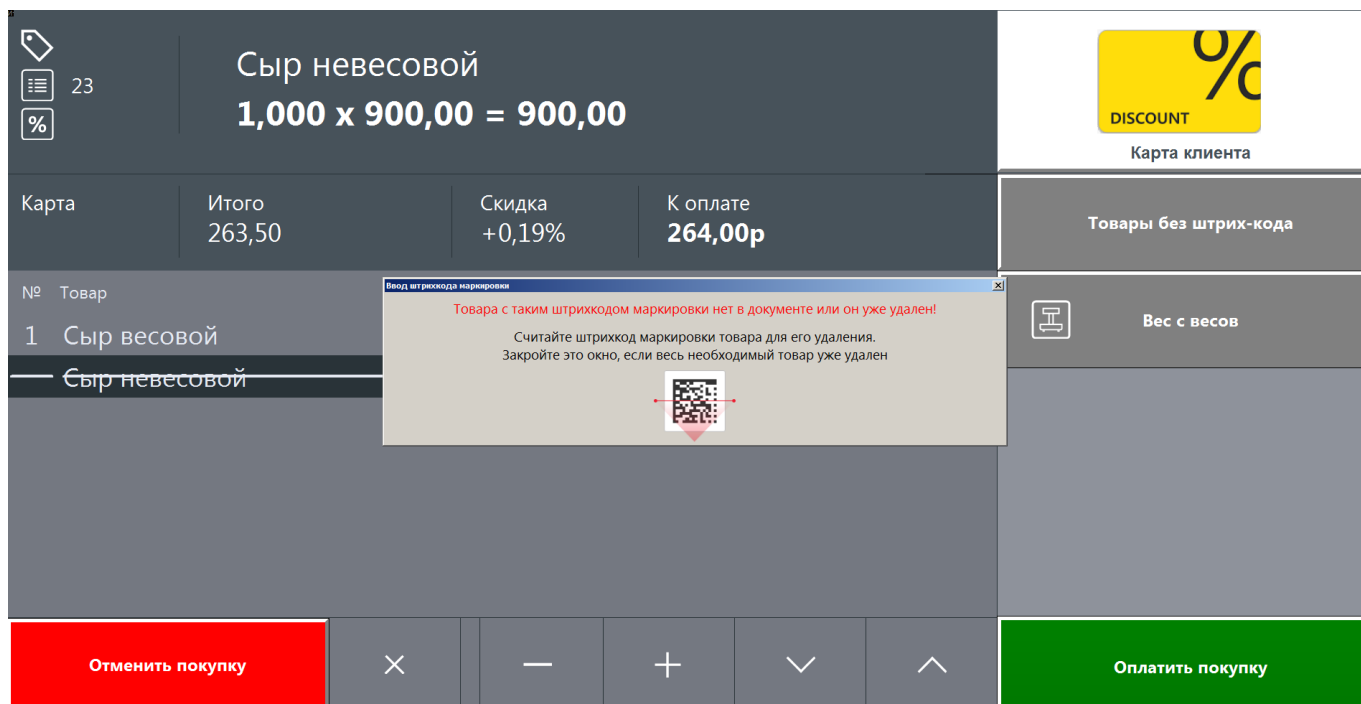 23
%
Сыр невесовой
1,000 x 900,00 = 900,00
%
DISCOUNT
Карта клиента
Карта
Итого
263,50
Скидка
+0,19%
К оплате
264,00р
Товары без штрих-кода
№ Товар
1 Сыр весовой
Сыр невесовой
Ввод штрихкода маркировки
Товара с таким штрихкодом маркировки нет в документе или он уже удален!
Считайте штрихкод маркировки товара для его удаления.
Закройте это окно, если весь необходимый товар уже удален
Вес с весов
Отменить покупку
Оплатить покупку